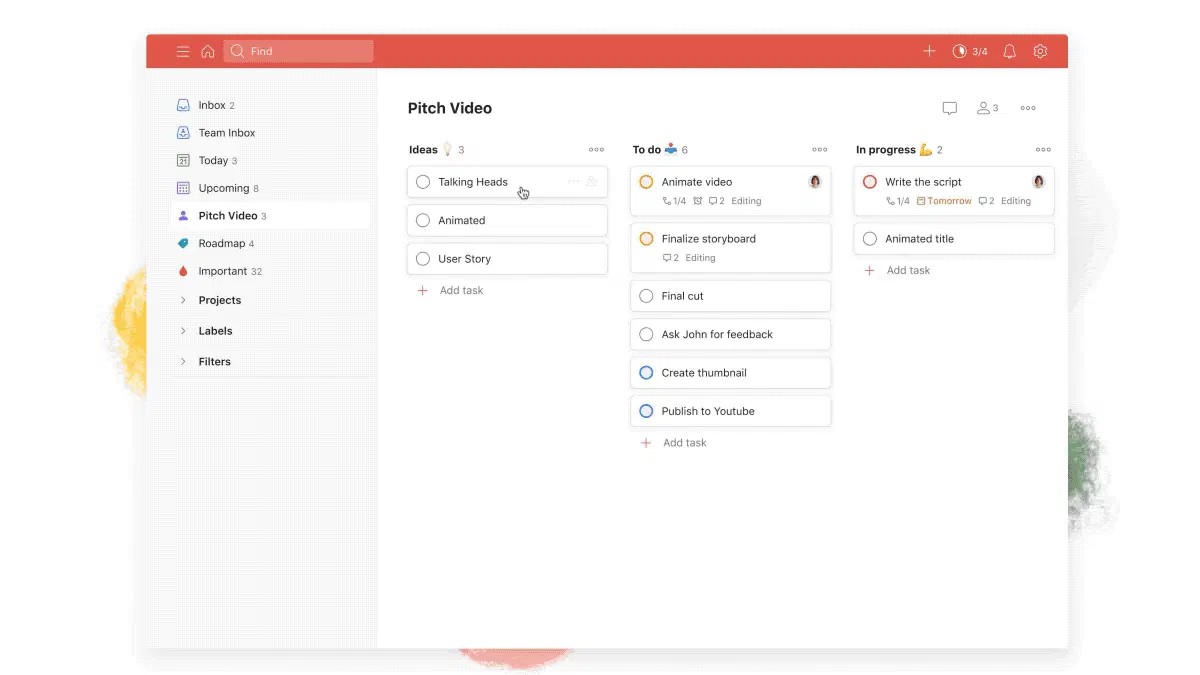 Find
3/4
Inbox 2
Team Inbox
21 Today 3
Upcoming 8
Pitch Video 3
Roadmap 4
Important 32
Projects
Labels
Filters
Pitch Video
3
Ideas 3
Talking Heads
Animated
User Story
Add task
To do 6
Animate video
1/4 2 Editing
Finalize storyboard
2 Editing
Final cut
Ask John for feedback
Create thumbnail
Publish to Youtube
Add task
In progress 2
Write the script
1/4 Tomorrow 2 Editing
Animated title
Add task